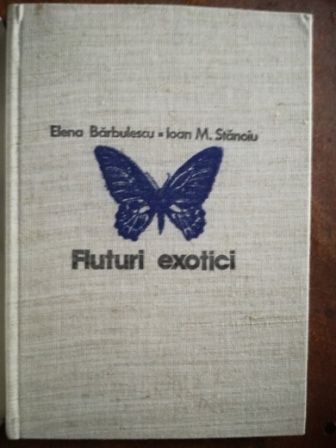 Elena Bărbulescu • Ioan M. Stănoiu
Fluturi exotici